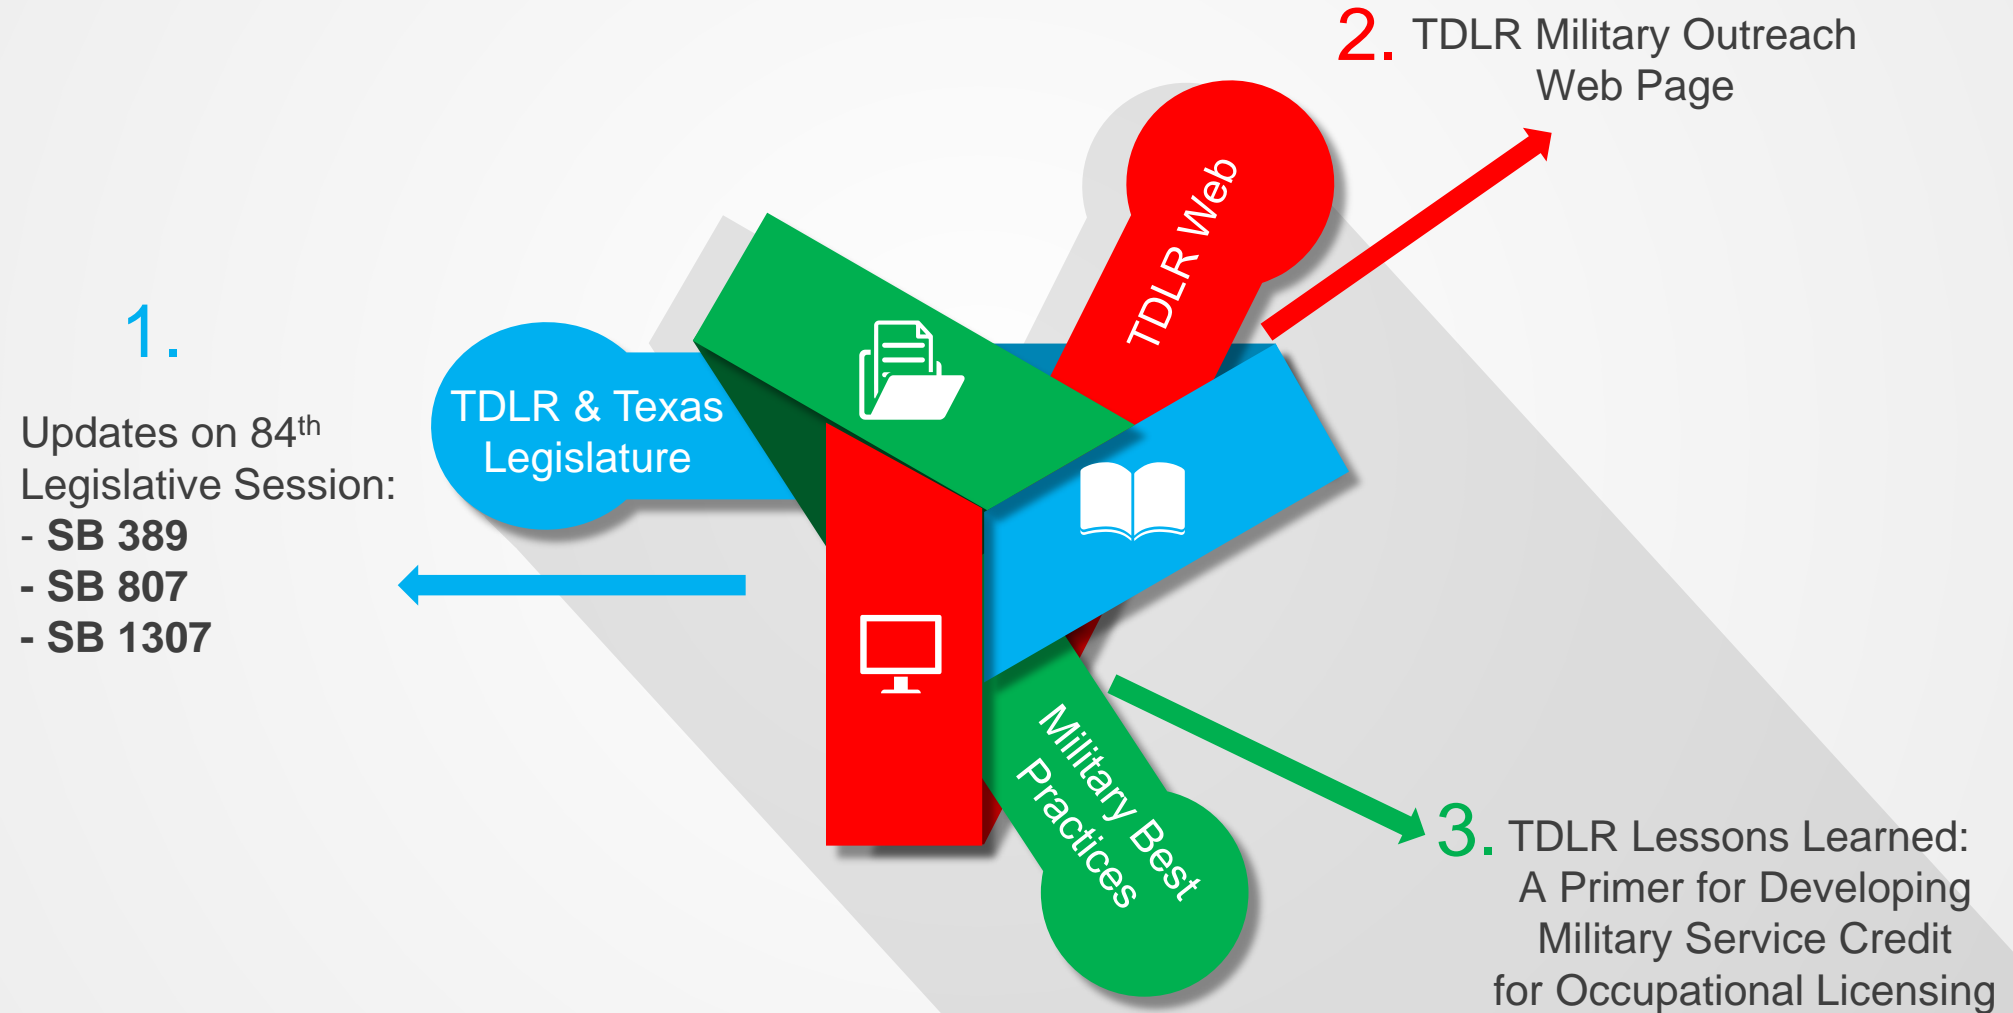 1.
Updates on 84th
Legislative Session:
- SB 389
- SB 807
- SB 1307
TDLR & Texas
Legislature
2. TDLR Military Outreach
Web Page
TDLR Web
Military Best
Practices
3. TDLR Lessons Learned:
A Primer for Developing
Military Service Credit
for Occupational Licensing